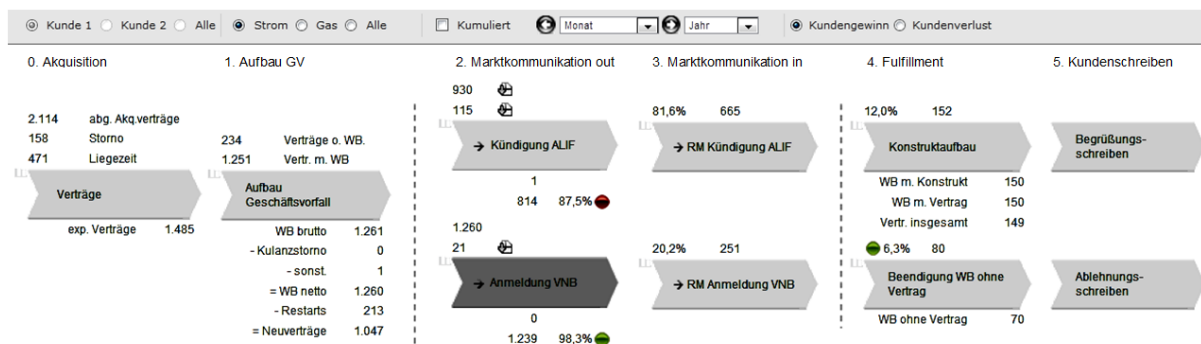 Kunde 1 Kunde 2 Alle Strom Gas Alle Kumuliert Monat Jahr Kundengewinn Kundenverlust
0. Akquisition 1. Aufbau GV 2. Marktkommunikation out 3. Marktkommunikation in 4. Fulfillment 5. Kundenschreiben
2.114 abg. Akq.verträge
158 Storno
471 Liegezeit
Verträge
exp. Verträge 1.485
234 Verträge o. WB.
1.251 Vertr. m. WB
Aufbau
Geschäftsvorfall
WB brutto 1.261
- Kulanzstorno 0
- sonst. 1
= WB netto 1.260
- Restarts 213
= Neuverträge 1.047
930
115
→ Kündigung ALIF
1
814 87,5%
1.260
21
→ Anmeldung VNB
0
1.239 98,3%
81,6% 665
→ RM Kündigung ALIF
20,2% 251
→ RM Anmeldung VNB
12,0% 152
Konstruktaufbau
WB m. Konstrukt 150
WB m. Vertrag 150
Vertr. insgesamt 149
6,3% 80
Beendigung WB ohne
Vertrag
WB ohne Vertrag 70
Begrüßungs-
schreiben
Ablehnungs-
schreiben